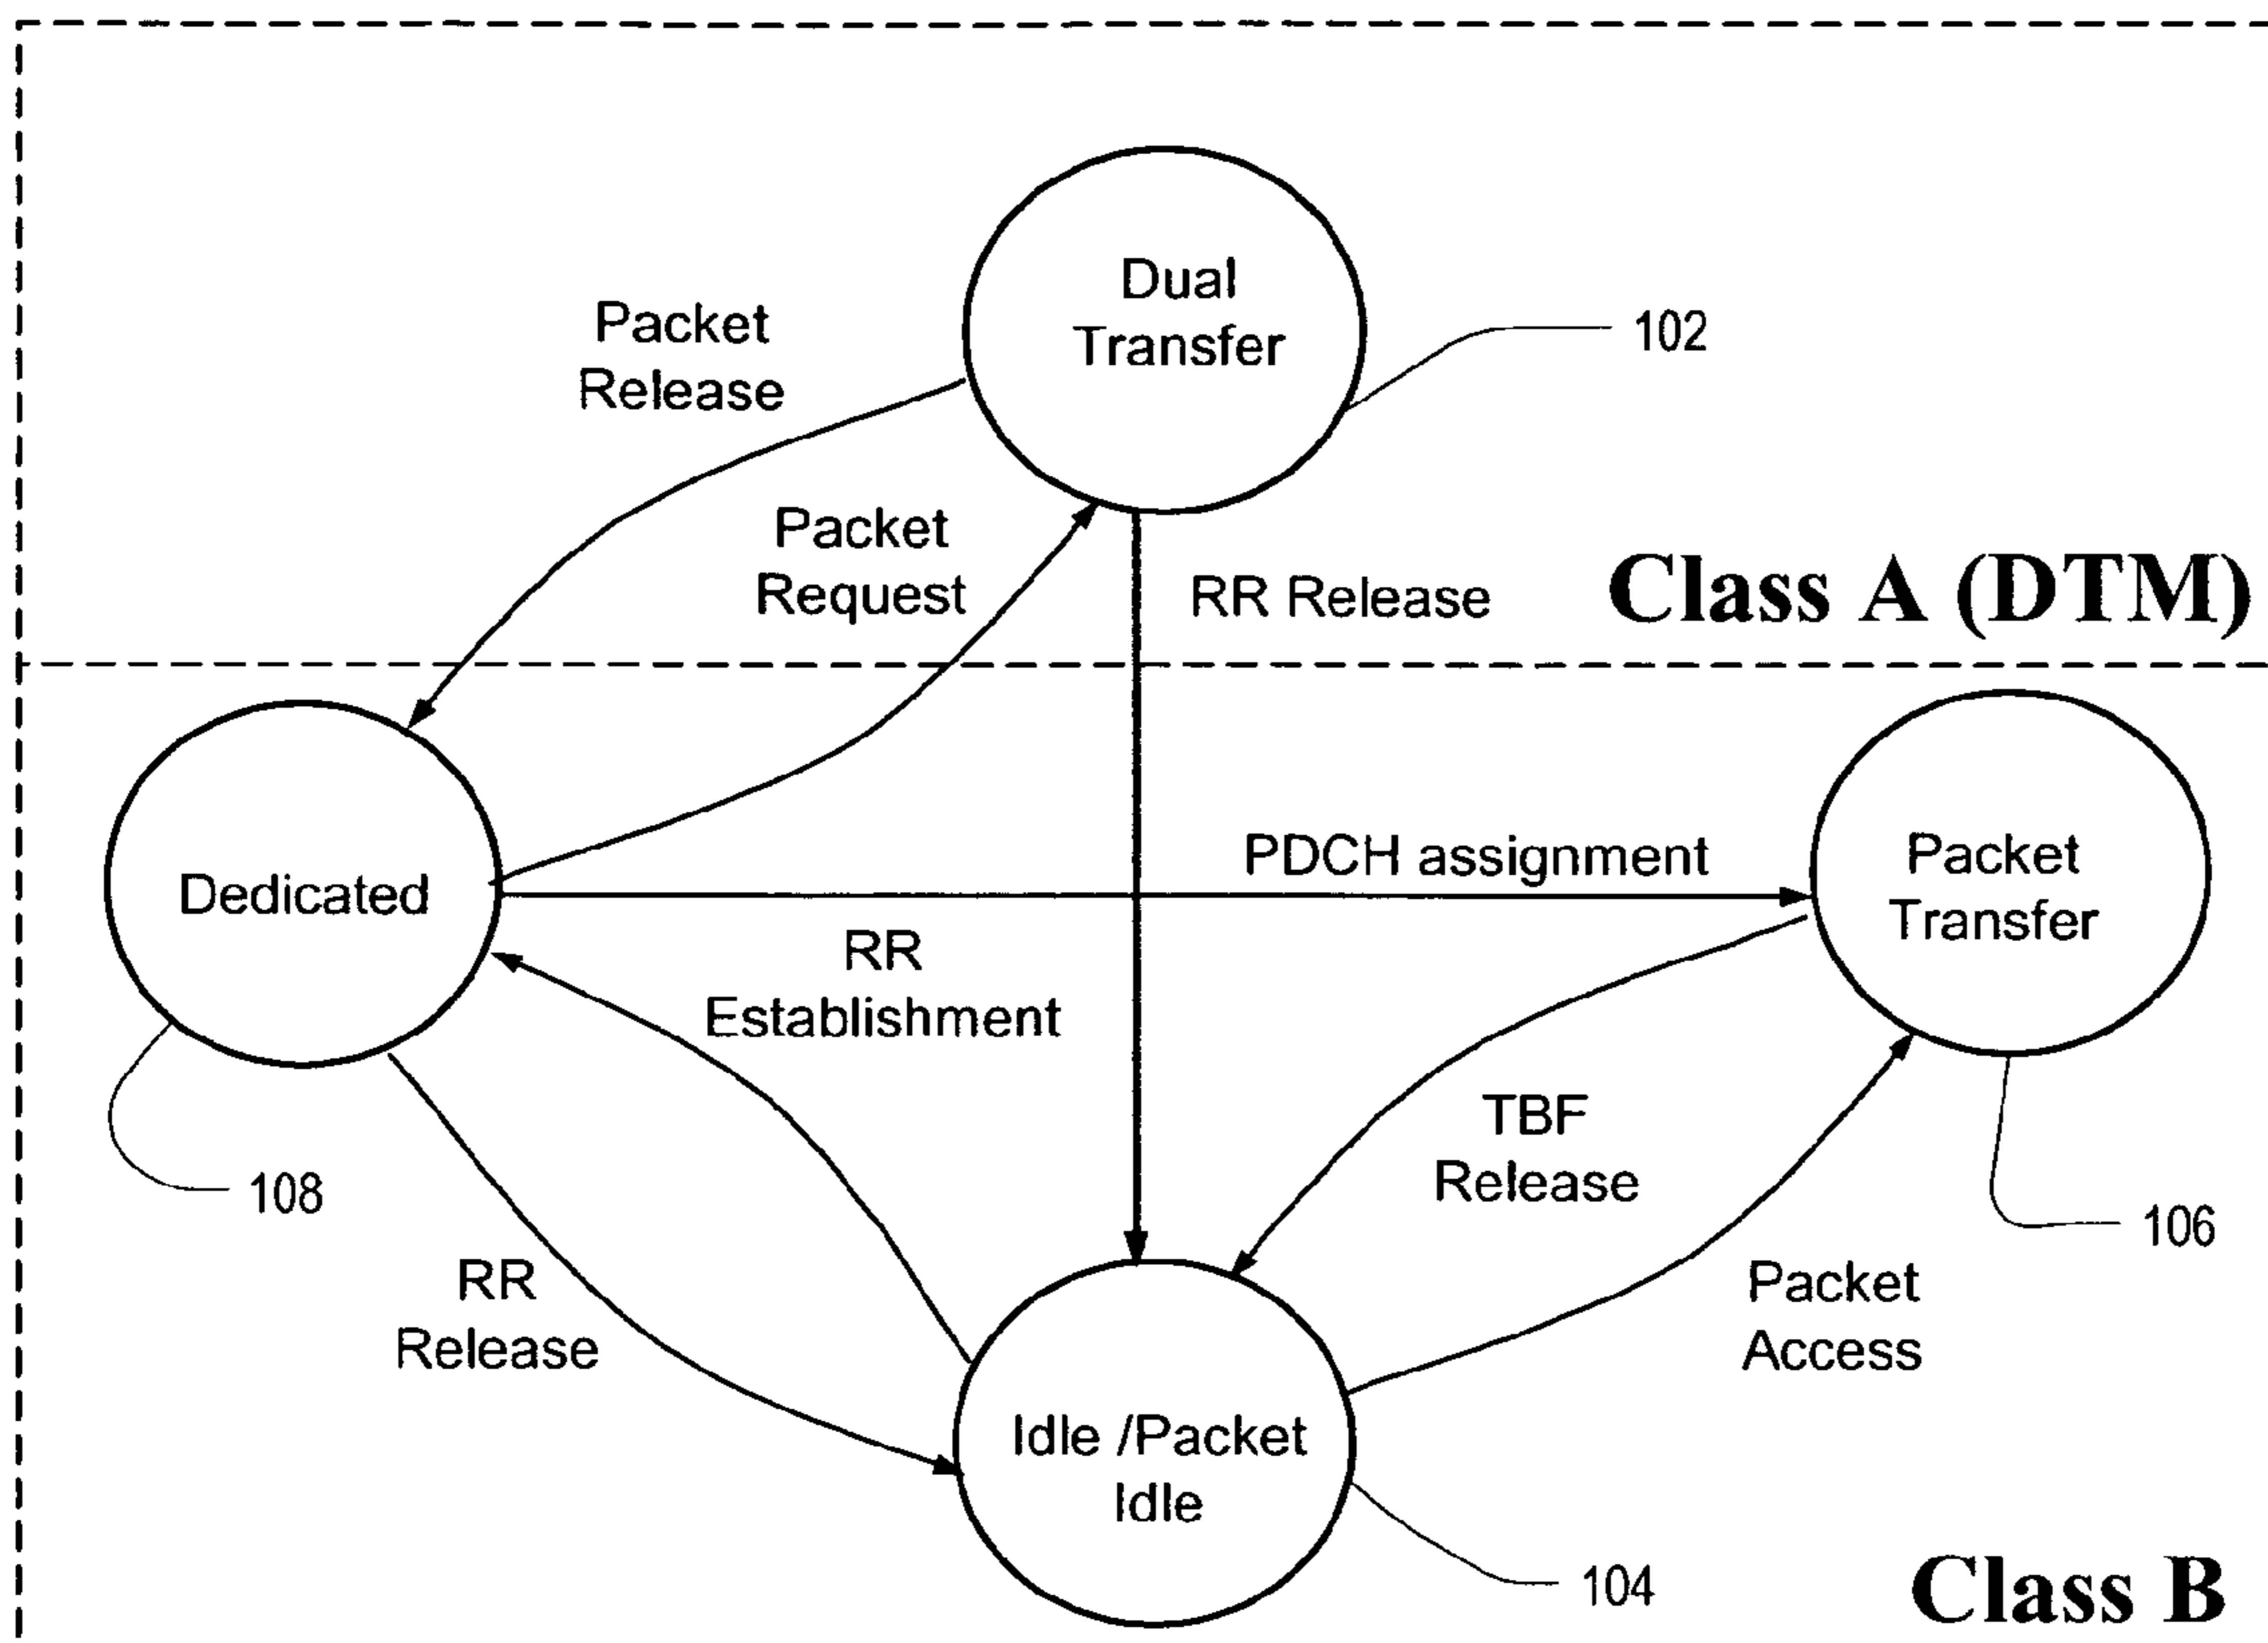 Dual
Transfer
102
Packet
Release
Packet
Request
RR Release
Class A (DTM)
Dedicated
108
PDCH assignment
Packet
Transfer
106
RR
Establishment
TBF
Release
RR
Release
Packet
Access
Idle /Packet
Idle
104
Class B